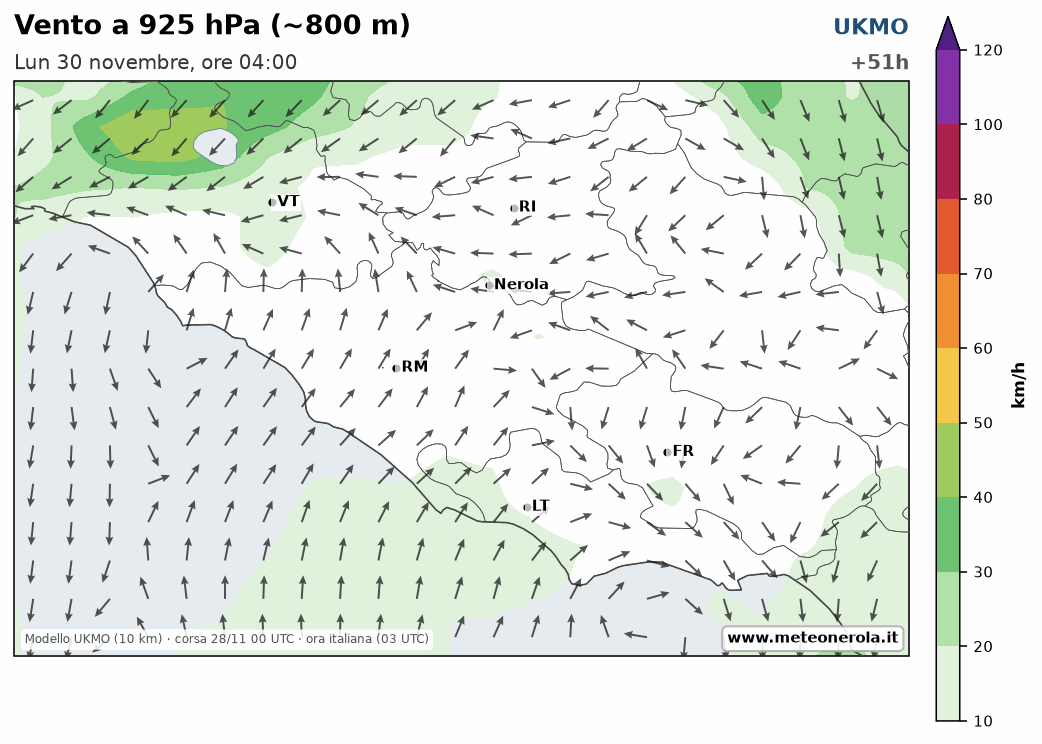 Vento a 925 hPa (~800 m)
UKMO
Lun 30 novembre, ore 04:00
+51h
VT
RI
Nerola
RM
FR
LT
Modello UKMO (10 km) · corsa 28/11 00 UTC · ora italiana (03 UTC)
www.meteonerola.it
120
100
80
70
60
50
40
30
20
10
km/h